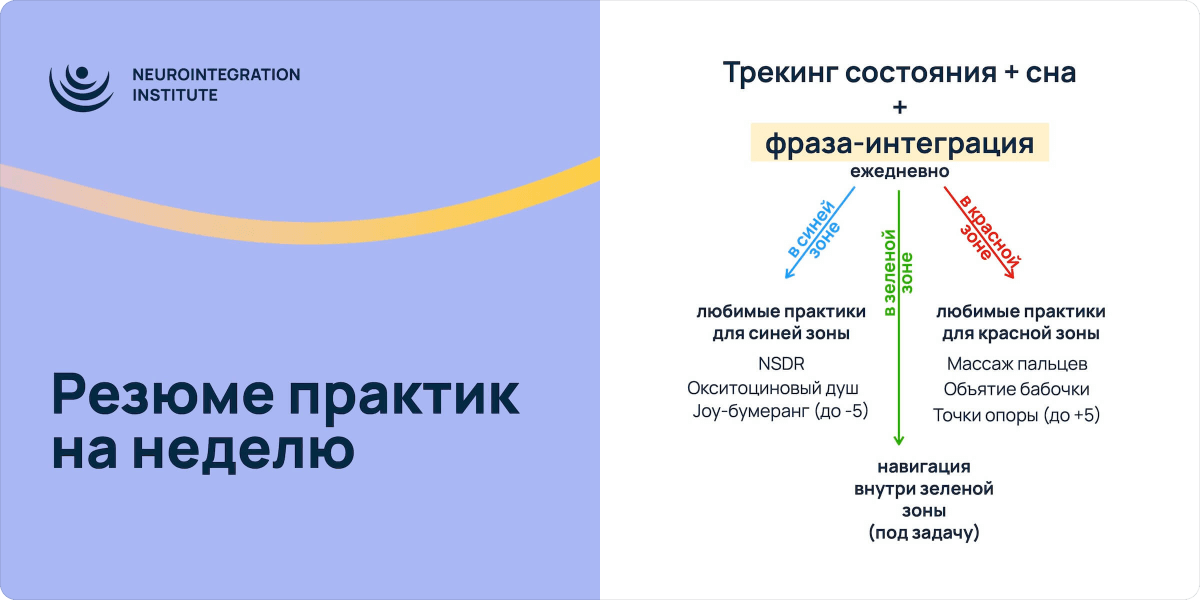 NEUROINTEGRATION
INSTITUTE
Резюме практик
на неделю
Трекинг состояния + сна
+
фраза-интеграция
ежедневно
в синей
зоне
в зеленой
зоне
в красной
зоне
любимые практики
для синей зоны
NSDR
Окситоциновый душ
Joy-бумеранг (до -5)
любимые практики
для красной зоны
Массаж пальцев
Объятие бабочки
Точки опоры (до +5)
навигация
внутри зеленой
зоны
(под задачу)